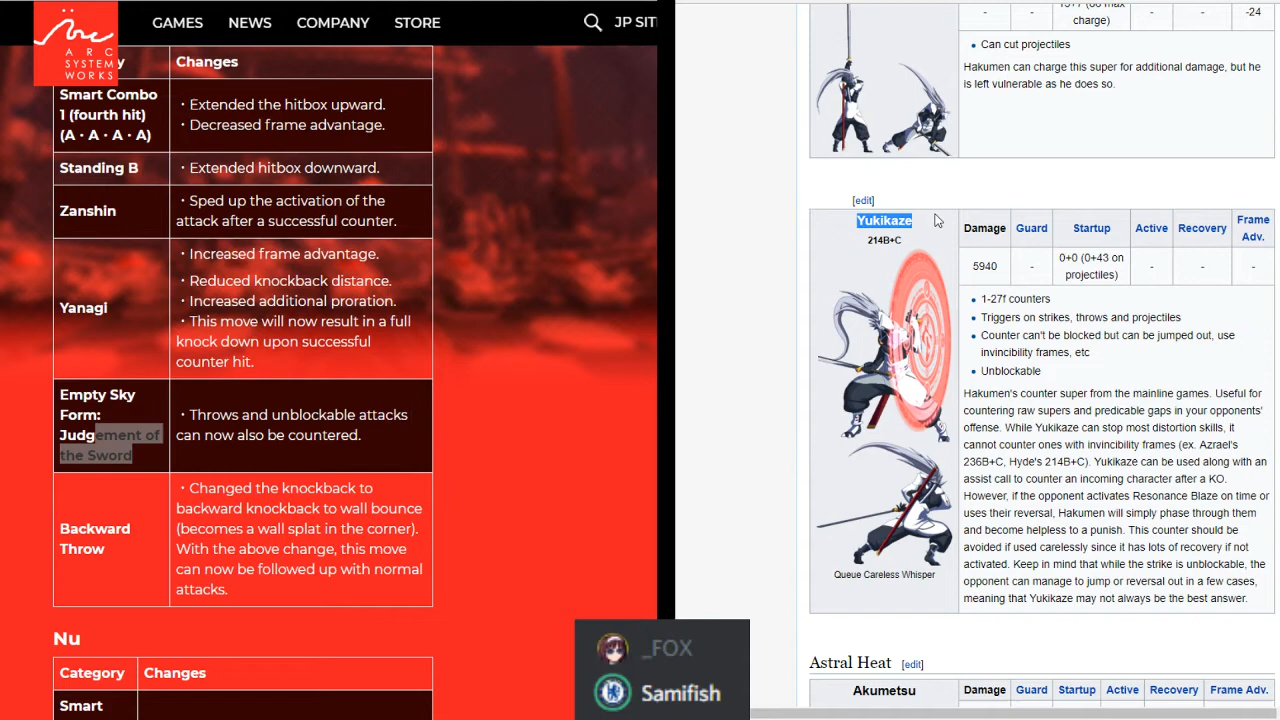 ARC
SYSTEM
WORKS
GAMES NEWS COMPANY STORE
Changes
Smart Combo
1 (fourth hit)
(A・A・A・A)
・Extended the hitbox upward.
・Decreased frame advantage.
Standing B
・Extended hitbox downward.
Zanshin
・Sped up the activation of the
attack after a successful counter.
Yanagi
・Increased frame advantage.
・Reduced knockback distance.
・Increased additional proration.
・This move will now result in a full
knock down upon successful
counter hit.
Empty Sky
Form:
Judgement of
the Sword
・Throws and unblockable attacks
can now also be countered.
Backward
Throw
・Changed the knockback to
backward knockback to wall bounce
(becomes a wall splat in the corner).
With the above change, this move
can now be followed up with normal
attacks.
Nu
Category Changes
Smart
_FOX
Samifish
- - (68 max
charge) - - -24
Can cut projectiles
Hakumen can charge this super for additional damage, but he
is left vulnerable as he does so.
[edit]
Yukikaze
214B+C
Damage Guard Startup Active Recovery Frame
Adv.
5940 - 0+0 (0+43 on
projectiles) - - -
1-27f counters
Triggers on strikes, throws and projectiles
Counter can't be blocked but can be jumped out, use
invincibility frames, etc
Unblockable
Hakumen's counter super from the mainline games. Useful for
countering raw supers and predicable gaps in your opponents'
offense. While Yukikaze can stop most distortion skills, it
cannot counter ones with invincibility frames (ex. Azrael's
236B+C, Hyde's 214B+C). Yukikaze can be used along with an
assist call to counter an incoming character after a KO.
However, if the opponent activates Resonance Blaze on time or
uses their reversal, Hakumen will simply phase through them
and become helpless to a punish. This counter should be
avoided if used carelessly since it has lots of recovery if not
activated. Keep in mind that while the strike is unblockable, the
opponent can manage to jump or reversal out in a few cases,
meaning that Yukikaze may not always be the best answer.
Queue Careless Whisper
Astral Heat [edit]
Akumetsu Damage Guard Startup Active Recovery Frame Adv.